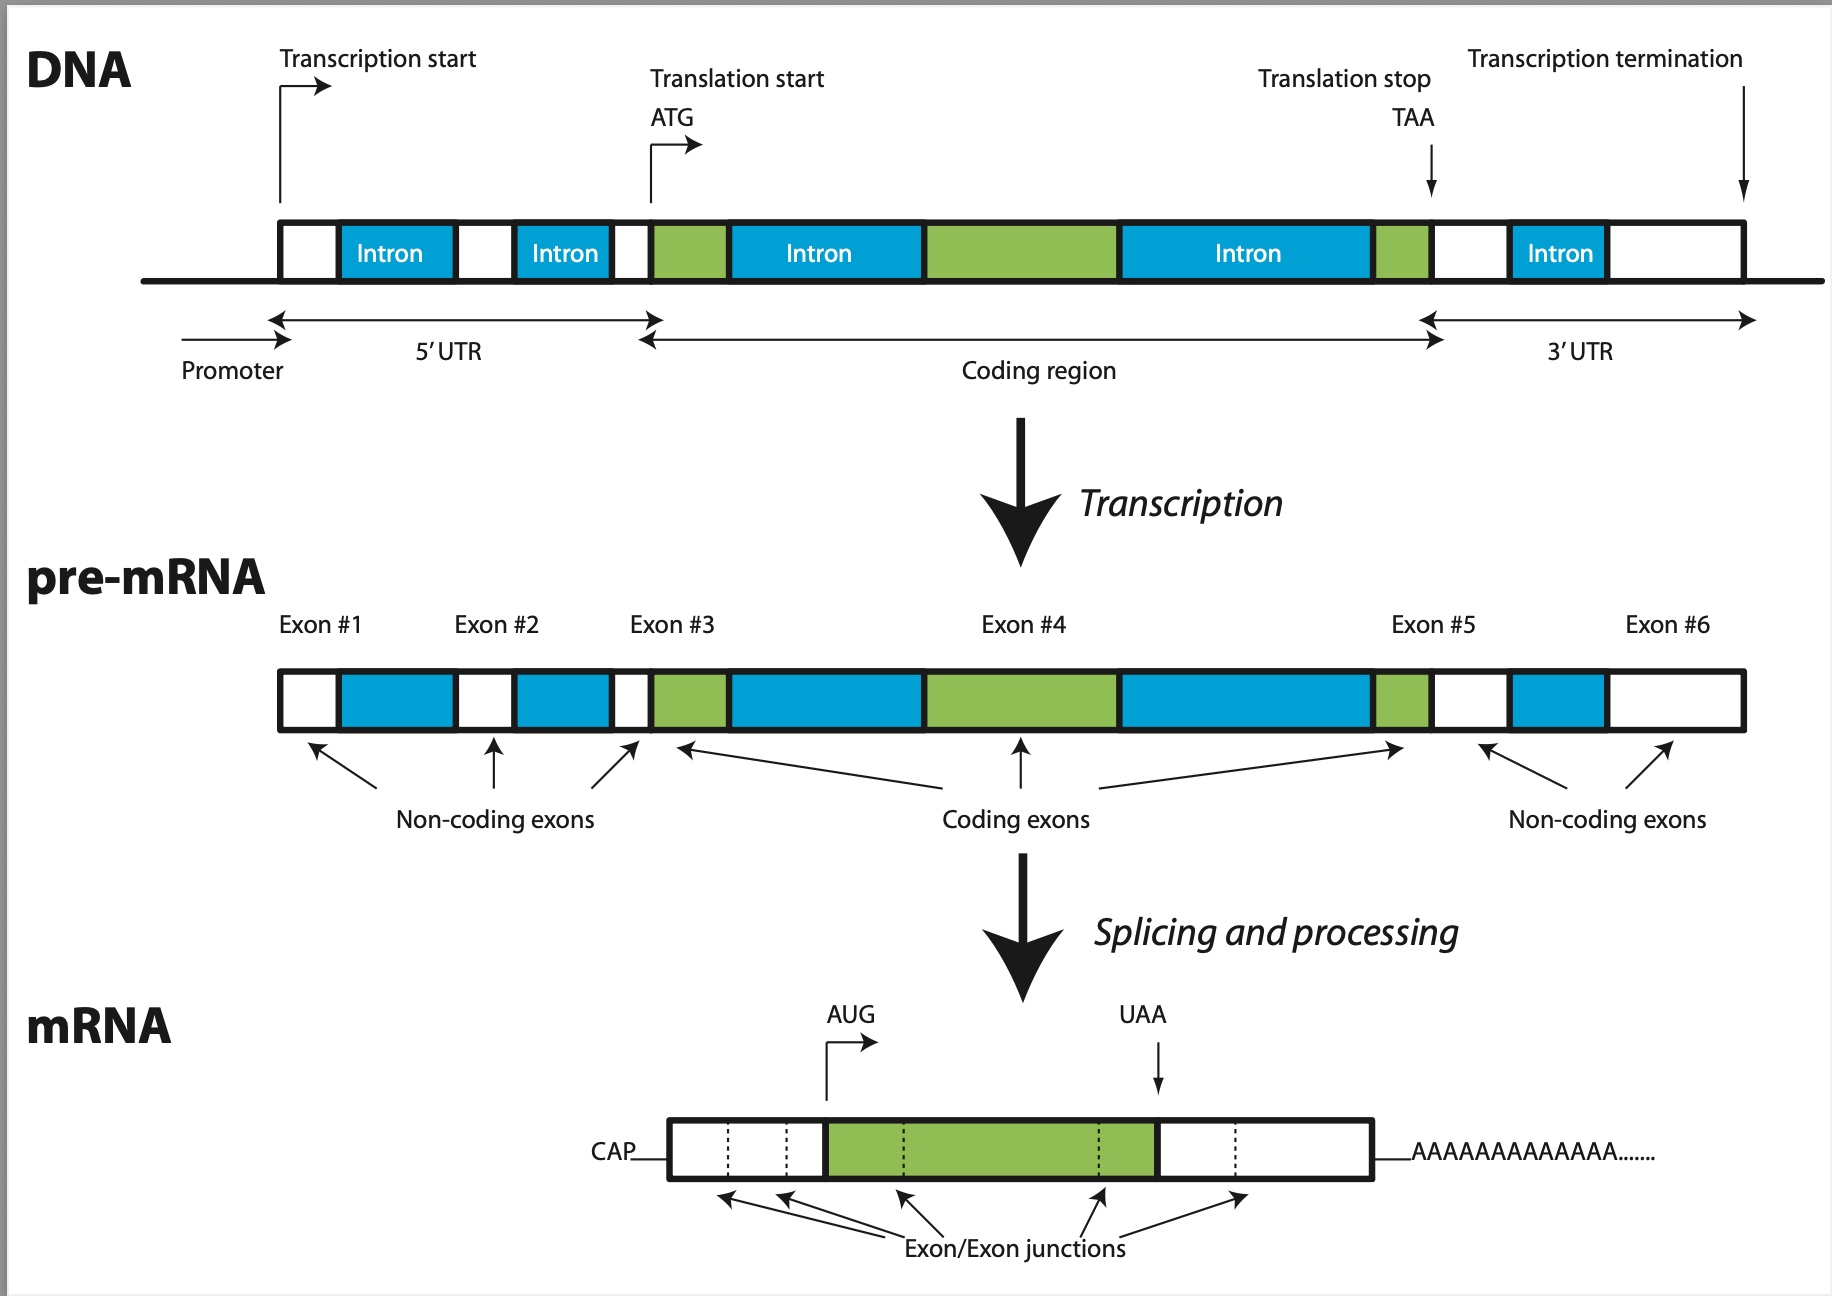 DNA
Transcription start
Translation start
ATG
Translation stop
TAA
Transcription termination
Intron
Intron
Intron
Intron
Intron
Promoter
5’ UTR
Coding region
3’ UTR
Transcription
pre-mRNA
Exon #1
Exon #2
Exon #3
Exon #4
Exon #5
Exon #6
Non-coding exons
Coding exons
Non-coding exons
Splicing and processing
mRNA
AUG
UAA
CAP
AAAAAAAAAAAAA.......
Exon/Exon junctions